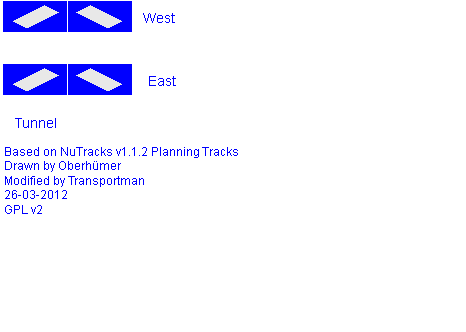 West
East
Tunnel
Based on NuTracks v1.1.2 Planning Tracks
Drawn by Oberhümer
Modified by Transportman
26-03-2012
GPL v2